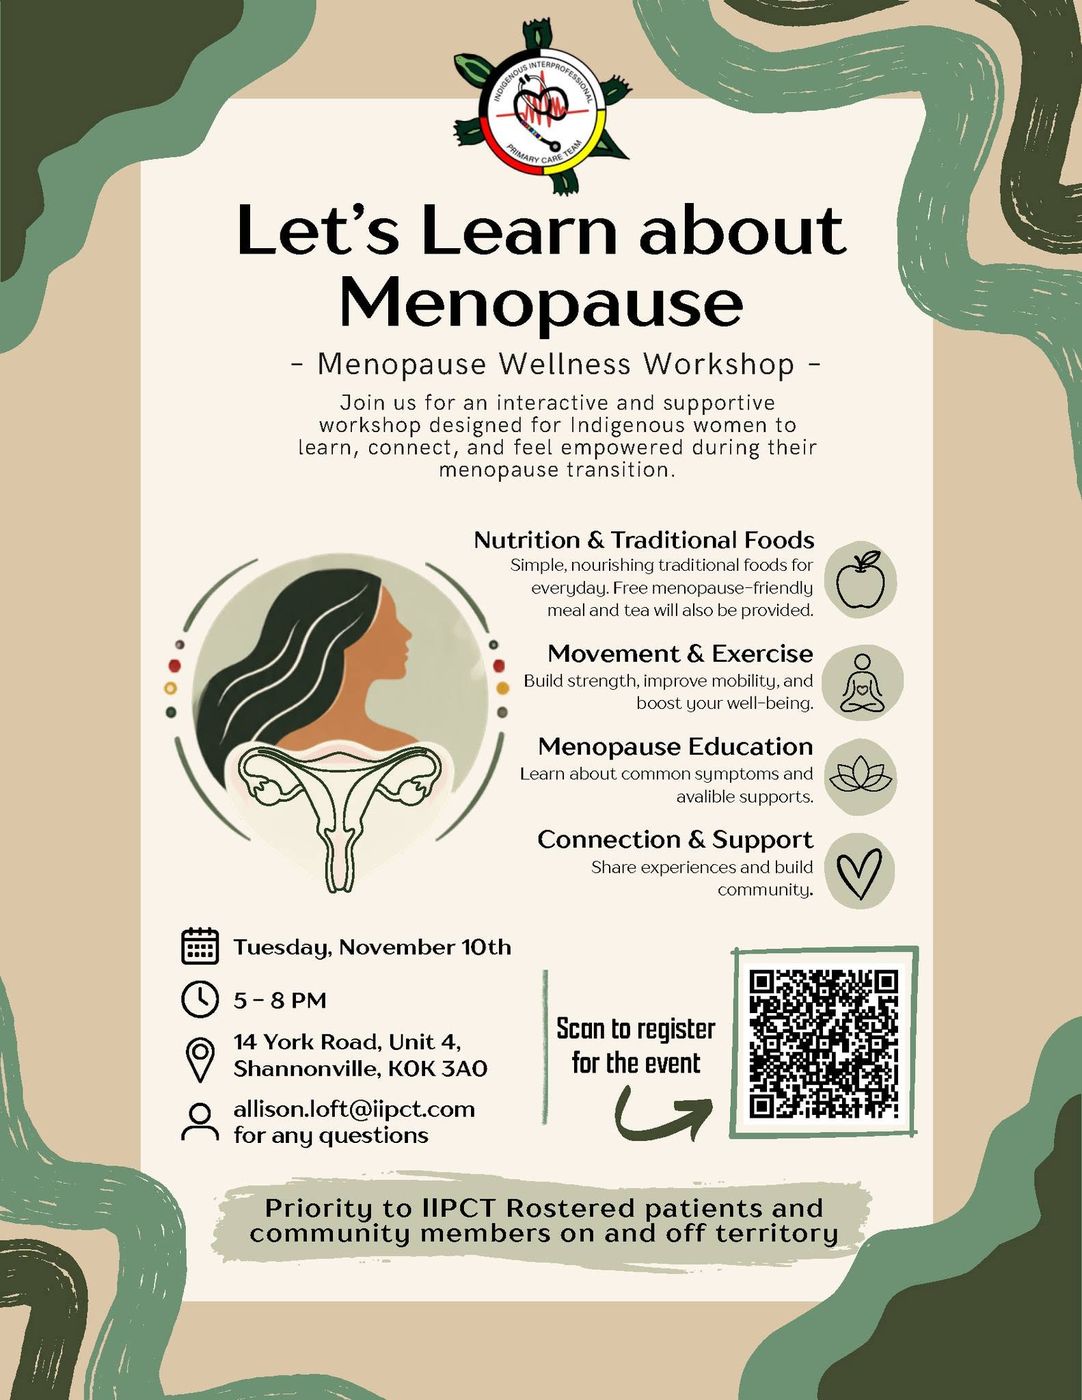 INDIGENOUS INTERPROFESSIONAL
PRIMARY CARE TEAM
Let's Learn about
Menopause
- Menopause Wellness Workshop -
Join us for an interactive and supportive
workshop designed for Indigenous women to
learn, connect, and feel empowered during their
menopause transition.
Nutrition & Traditional Foods
Simple, nourishing traditional foods for
everyday. Free menopause-friendly
meal and tea will also be provided.
Movement & Exercise
Build strength, improve mobility, and
boost your well-being.
Menopause Education
Learn about common symptoms and
avalible supports.
Connection & Support
Share experiences and build
community.
Tuesday, November 10th
5 - 8 PM
14 York Road, Unit 4,
Shannonville, K0K 3A0
allison.loft@iipct.com
for any questions
Scan to register
for the event
Priority to IIPCT Rostered patients and
community members on and off territory